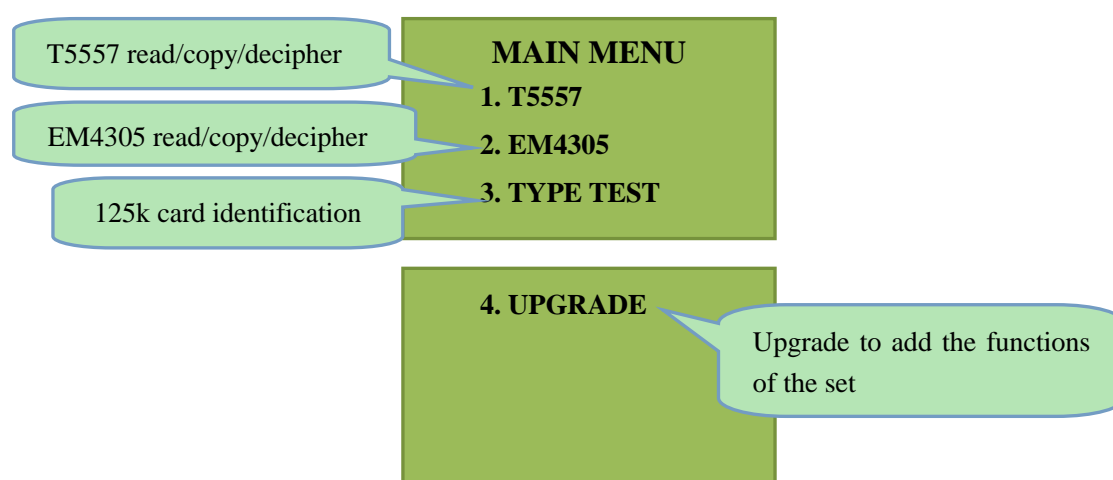 T5557 read/copy/decipher
MAIN MENU
1. T5557
EM4305 read/copy/decipher
2. EM4305
3. TYPE TEST
125k card identification
4. UPGRADE
Upgrade to add the functions
of the set